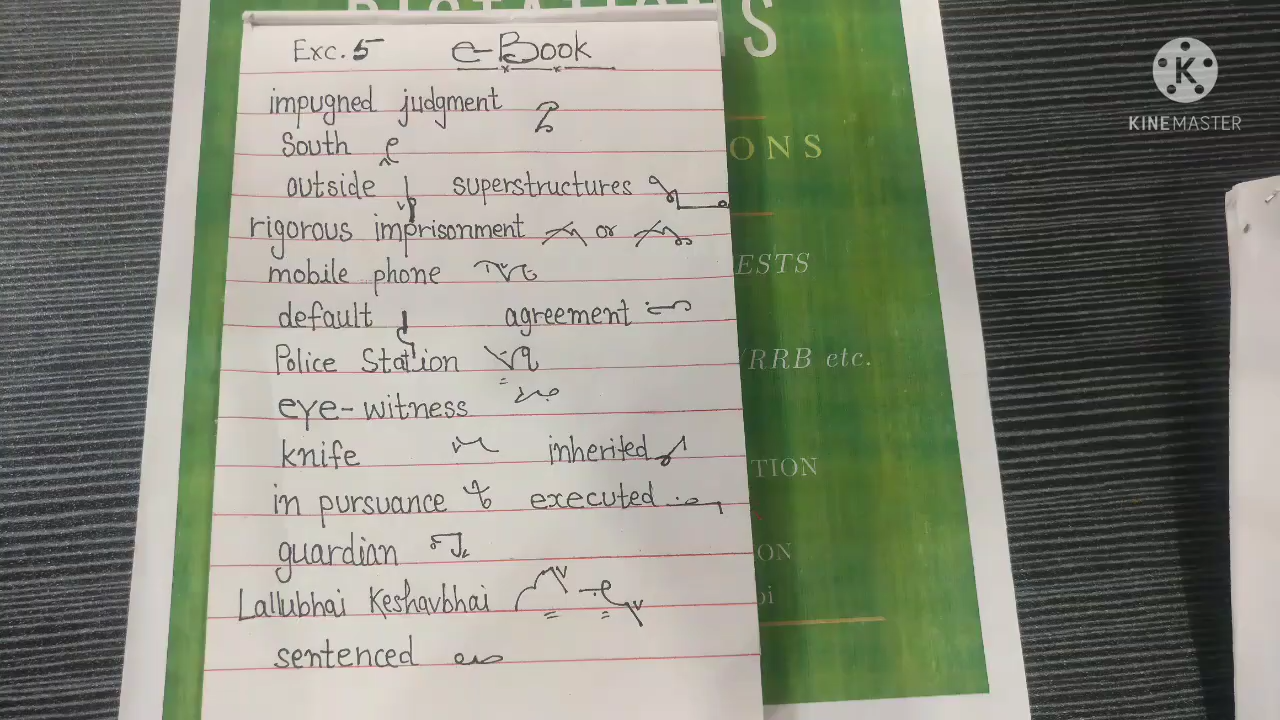 DICTATIONS
Exc. 5 e-Book
impugned judgment
South
outside superstructures
rigorous imprisonment or
mobile phone
default agreement
Police Station
eye-witness
knife inherited
in pursuance executed
guardian
Lallubhai Keshavbhai
sentenced
KINEMASTER
ONS
ESTS
/RRB etc.
TION
ON